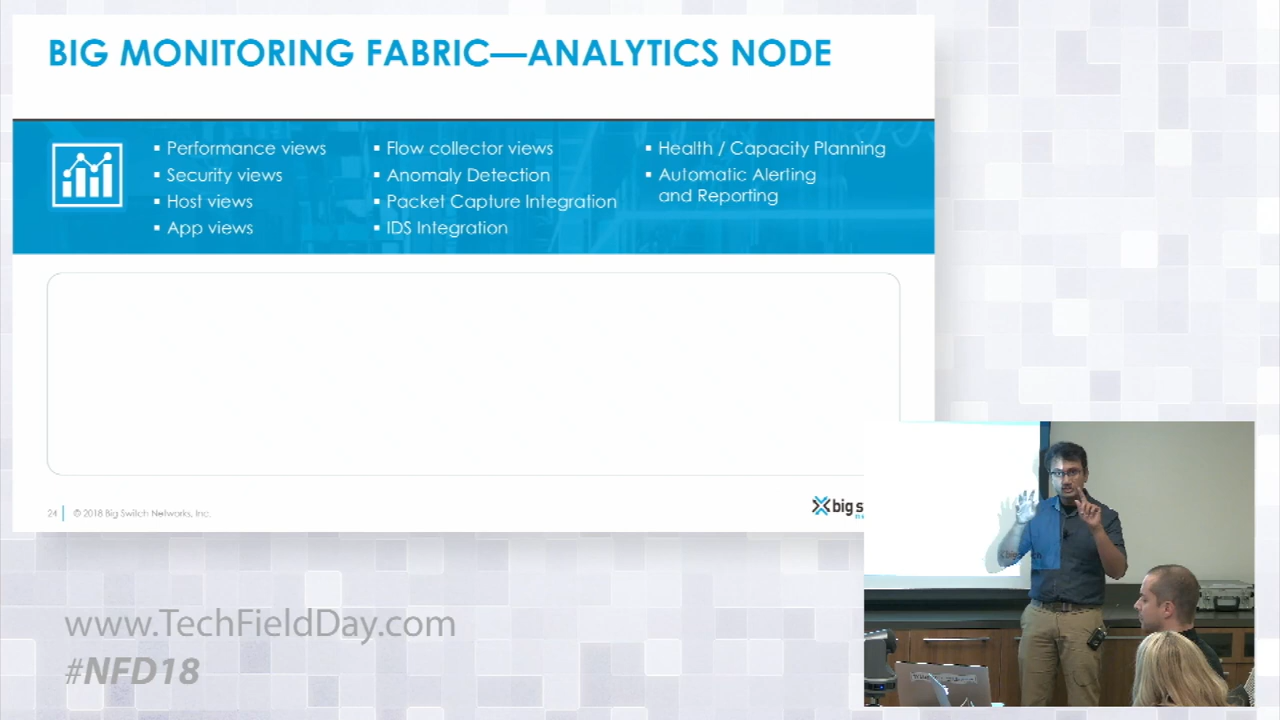 BIG MONITORING FABRIC—ANALYTICS NODE
▪ Performance views
▪ Security views
▪ Host views
▪ App views
▪ Flow collector views
▪ Anomaly Detection
▪ Packet Capture Integration
▪ IDS Integration
▪ Health / Capacity Planning
▪ Automatic Alerting
and Reporting
24 | © 2018 Big Switch Networks, Inc.
big s
www.TechFieldDay.com
#NFD18